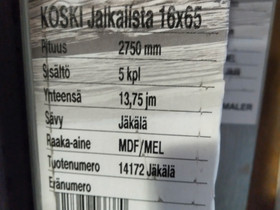 KOSKI Jalkalista 16x65
Pituus 2750 mm
Sisältö 5 kpl
Yhteensä 13,75 jm
Sävy Jäkälä
Raaka-aine MDF/MEL
Tuotenumero 14172 Jäkälä
Eränumero
MALER